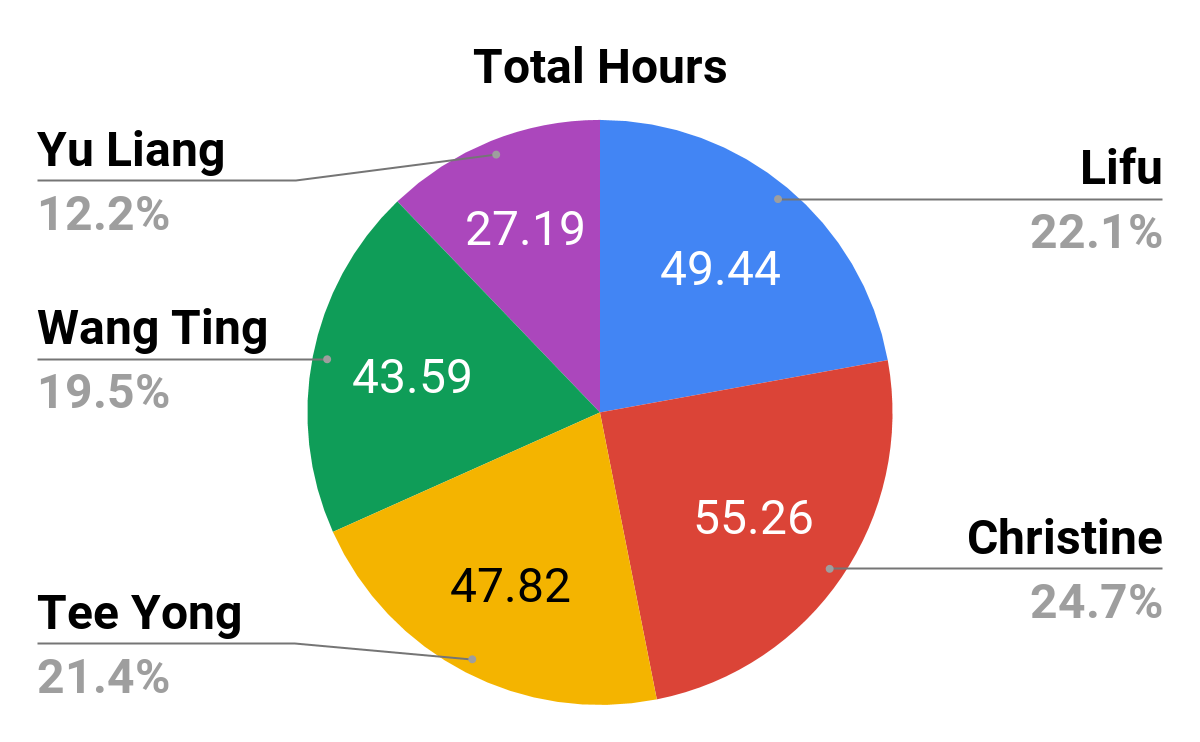 Total Hours
Yu Liang
12.2%
Lifu
22.1%
27.19
49.44
Wang Ting
19.5%
43.59
55.26
Christine
24.7%
47.82
Tee Yong
21.4%